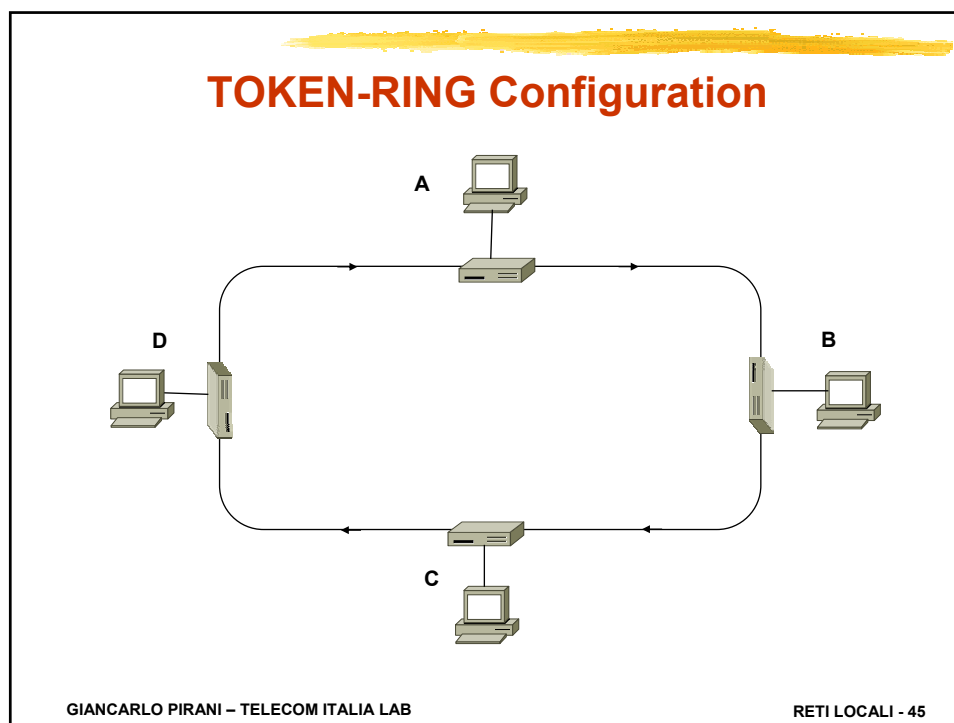 TOKEN-RING Configuration
A
D
B
C
GIANCARLO PIRANI – TELECOM ITALIA LAB
RETI LOCALI - 45